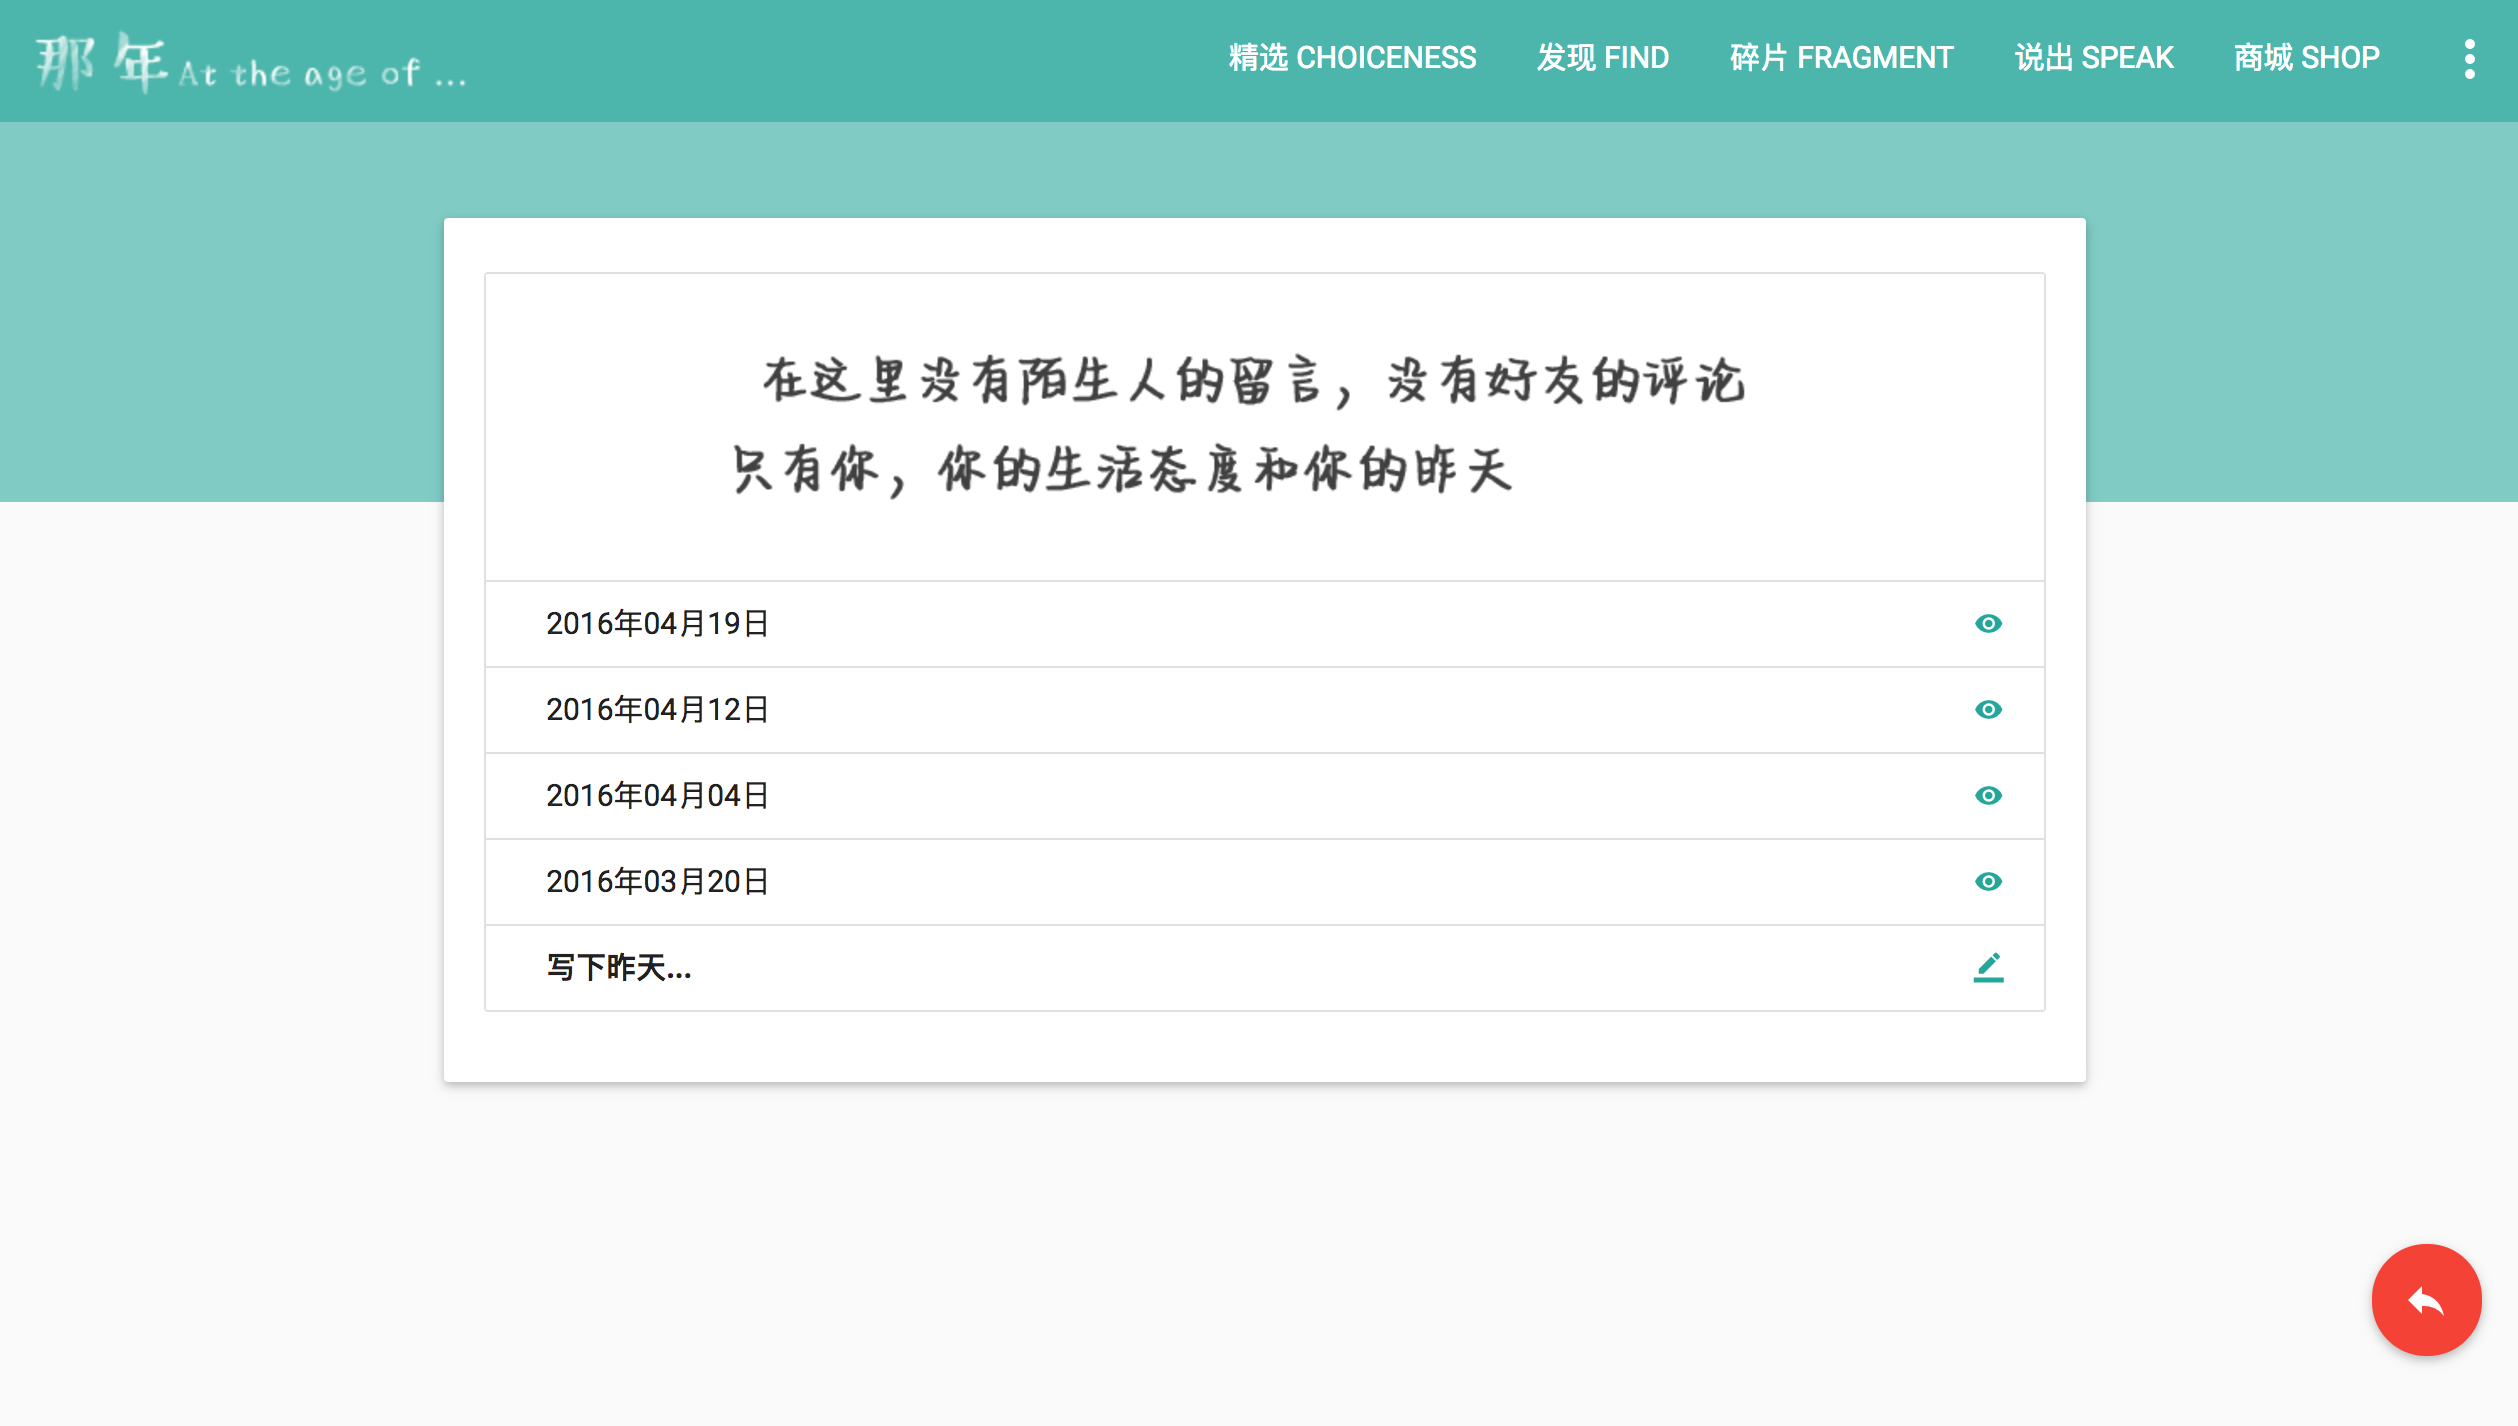 那年 At the age of ...
精选 CHOICENESS
发现 FIND
碎片 FRAGMENT
说出 SPEAK
商城 SHOP
在这里没有陌生人的留言，没有好友的评论
只有你，你的生活态度和你的昨天
2016年04月19日
2016年04月12日
2016年04月04日
2016年03月20日
写下昨天...